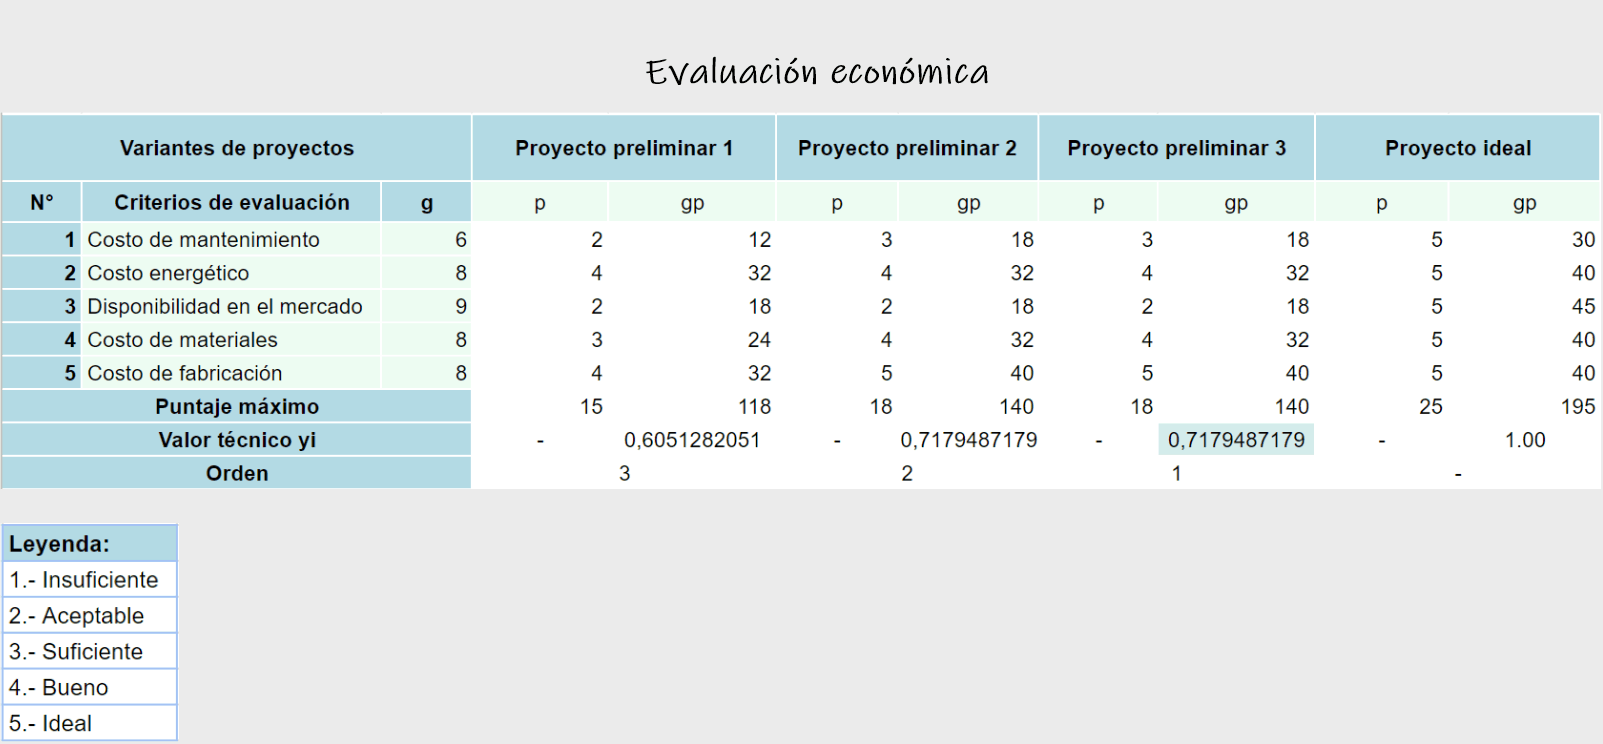 Evaluación económica
Variantes de proyectos Proyecto preliminar 1 Proyecto preliminar 2 Proyecto preliminar 3 Proyecto ideal
N° Criterios de evaluación g p gp p gp p gp p gp
1 Costo de mantenimiento 6 2 12 3 18 3 18 5 30
2 Costo energético 8 4 32 4 32 4 32 5 40
3 Disponibilidad en el mercado 9 2 18 2 18 2 18 5 45
4 Costo de materiales 8 3 24 4 32 4 32 5 40
5 Costo de fabricación 8 4 32 5 40 5 40 5 40
Puntaje máximo 15 118 18 140 18 140 25 195
Valor técnico yi - 0,6051282051 - 0,7179487179 - 0,7179487179 - 1.00
Orden 3 2 1 -
Leyenda:
1.- Insuficiente
2.- Aceptable
3.- Suficiente
4.- Bueno
5.- Ideal